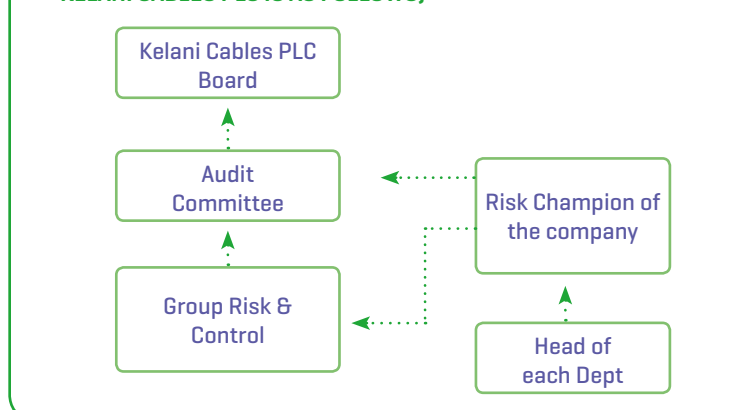 Kelani Cables PLC
Board
Audit
Committee
Group Risk &
Control
Risk Champion of
the company
Head of
each Dept